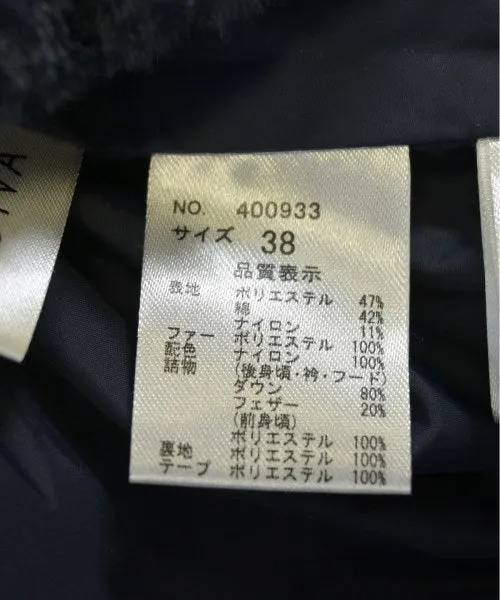 NO. 400933
サイズ 38
品質表示
表地 ポリエステル 47%
綿 42%
ナイロン 11%
ファー ポリエステル 100%
配色 ナイロン 100%
詰物 (後身頃・衿・フード)
ダウン 80%
フェザー 20%
(前身頃)
ポリエステル 100%
裏地 ポリエステル 100%
テープ ポリエステル 100%